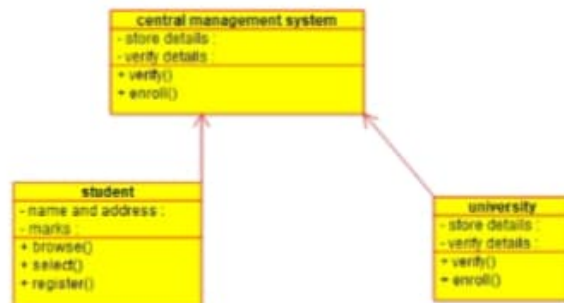 central management system
- store details :
- verify details :
+ verify()
+ enroll()
student
- name and address :
- marks :
+ browse()
+ select()
+ register()
university
- store details :
- verify details :
+ verify()
+ enroll()